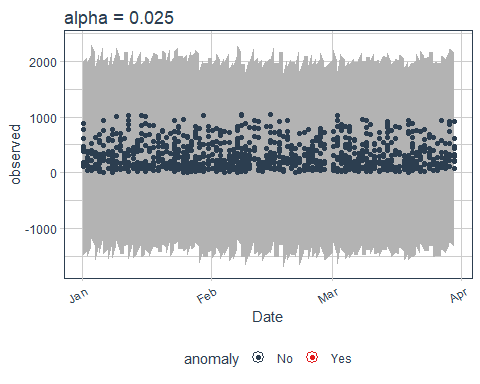 alpha = 0.025
observed
2000
1000
0
-1000
Jan
Feb
Mar
Apr
Date
anomaly
No
Yes